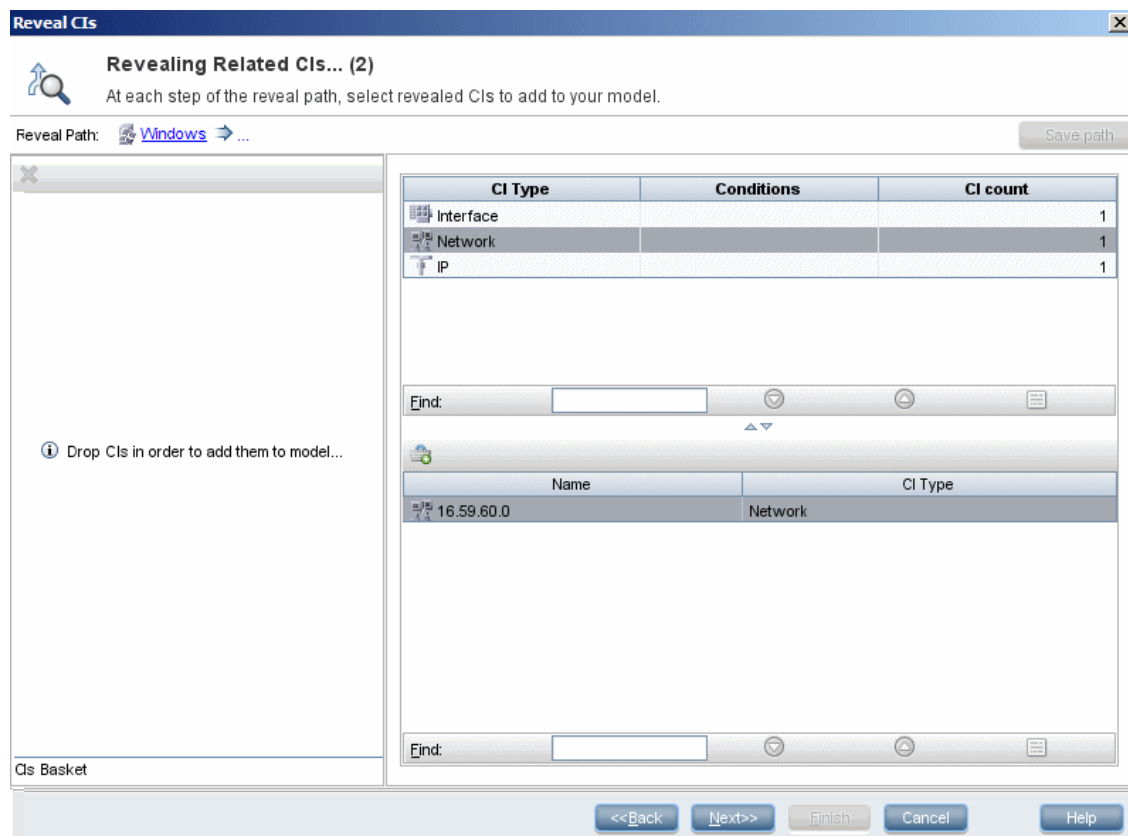 Reveal CIs
Revealing Related CIs... (2)
At each step of the reveal path, select revealed CIs to add to your model.
Reveal Path: Windows ... Save path
CI Type Conditions CI count
Interface 1
Network 1
IP 1
Find:
Drop CIs in order to add them to model...
Name CI Type
16.59.60.0 Network
Find:
CIs Basket
<<Back Next>> Finish Cancel Help